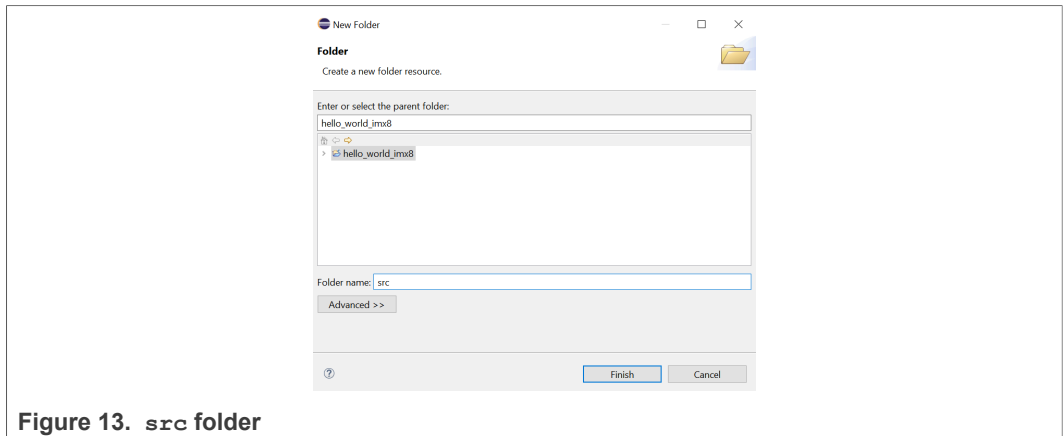 New Folder
Folder
Create a new folder resource.
Enter or select the parent folder:
hello_world_imx8
hello_world_imx8
Folder name: src
Advanced >>
Finish Cancel
Figure 13. src folder